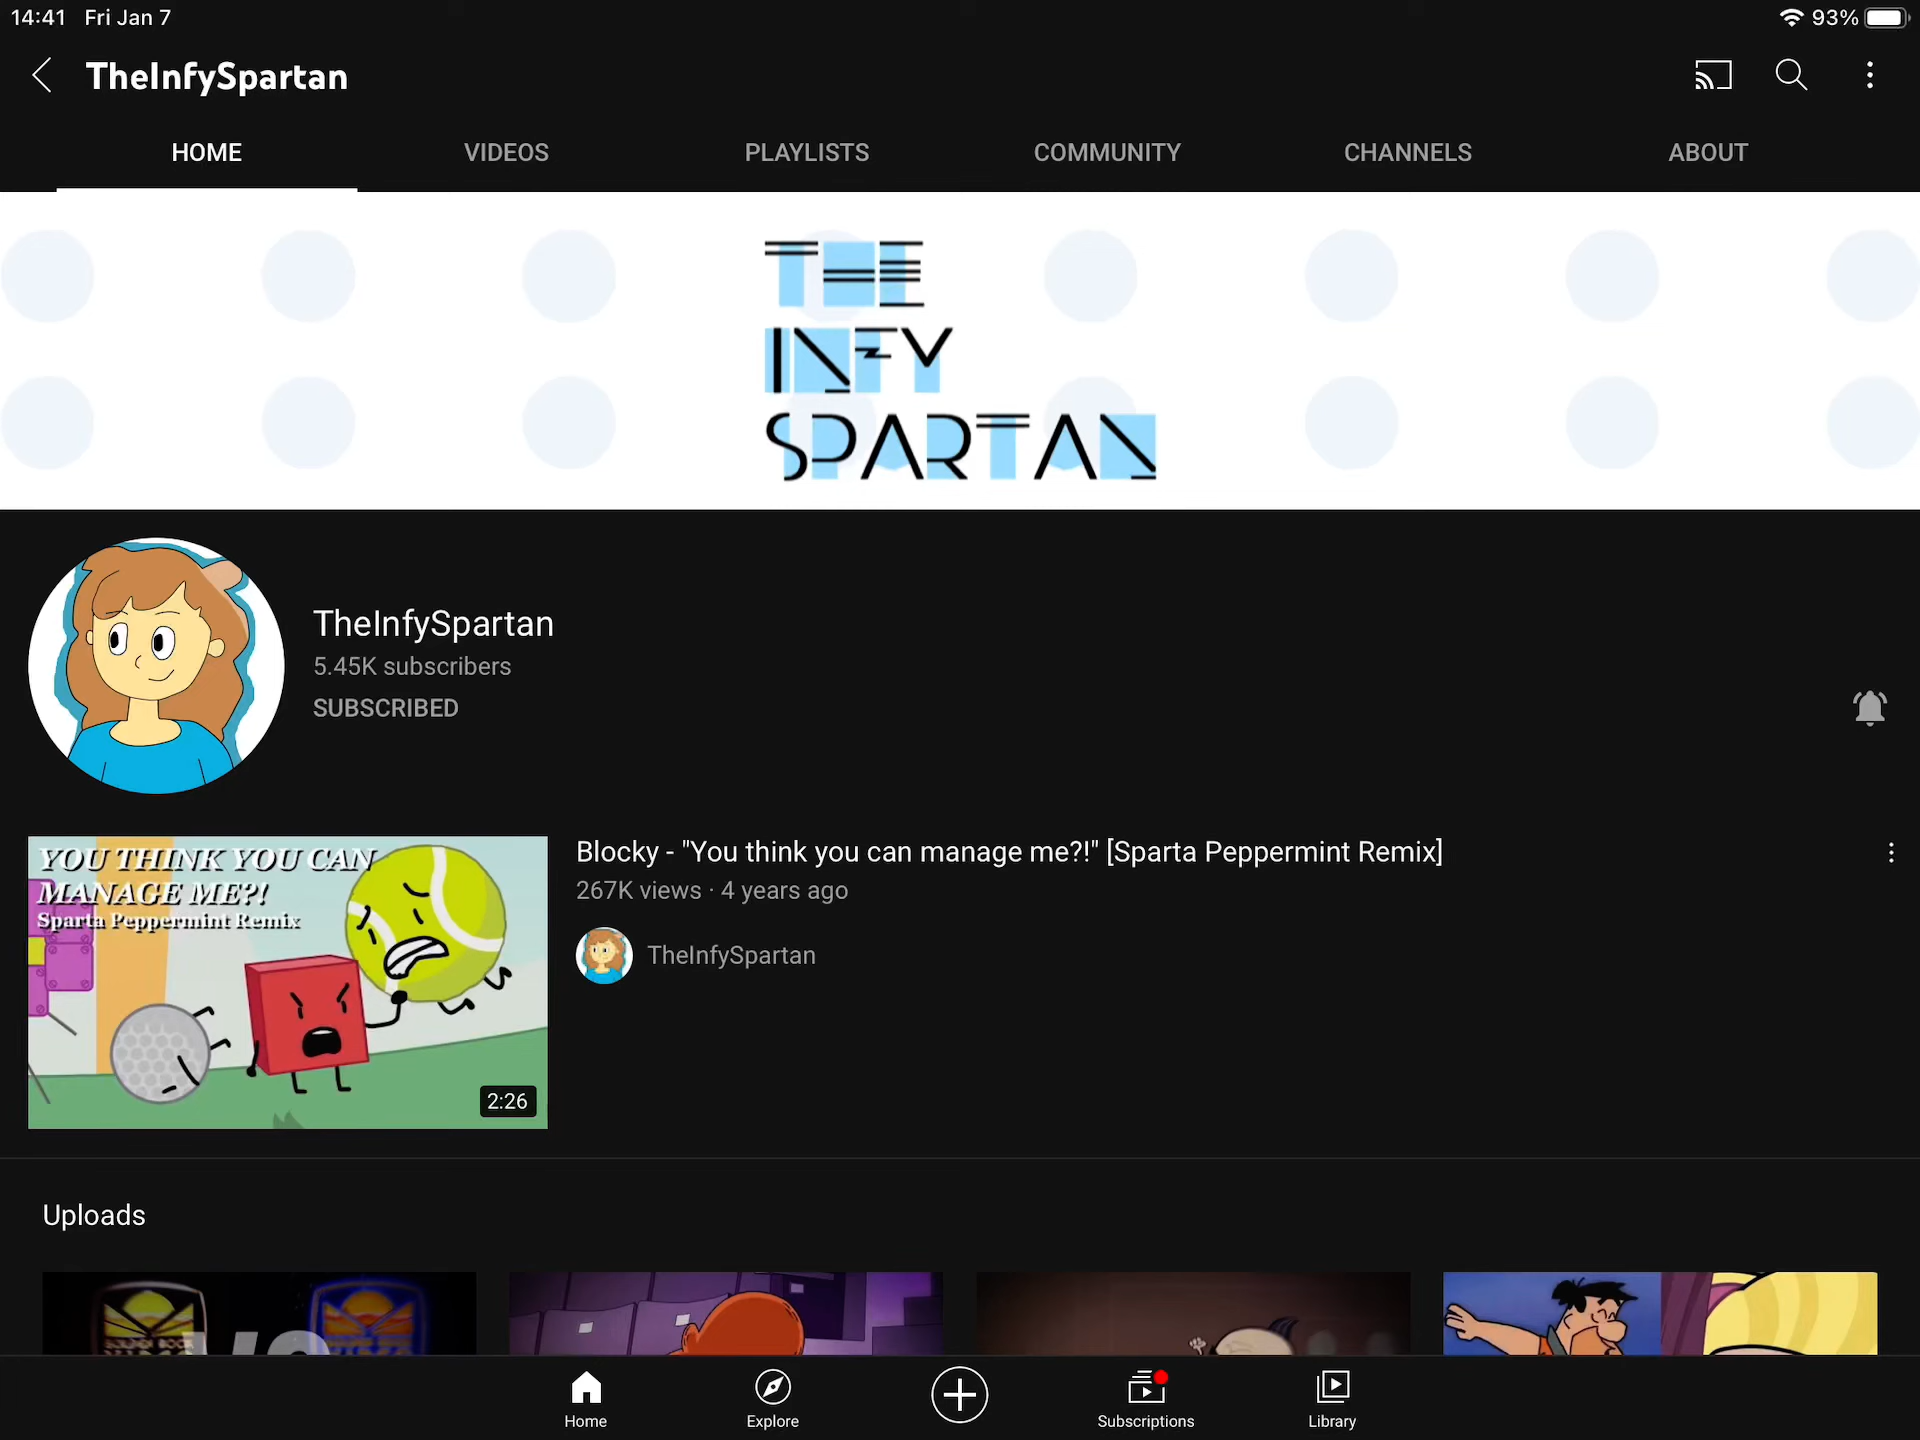 14:41 Fri Jan 7
93%
TheInfySpartan
HOME VIDEOS PLAYLISTS COMMUNITY CHANNELS ABOUT
THE
INFY
SPARTAN
TheInfySpartan
5.45K subscribers
SUBSCRIBED
YOU THINK YOU CAN
MANAGE ME?!
Sparta Peppermint Remix
2:26
Blocky - "You think you can manage me?!" [Sparta Peppermint Remix]
267K views · 4 years ago
TheInfySpartan
Uploads
VS
Home Explore Subscriptions Library